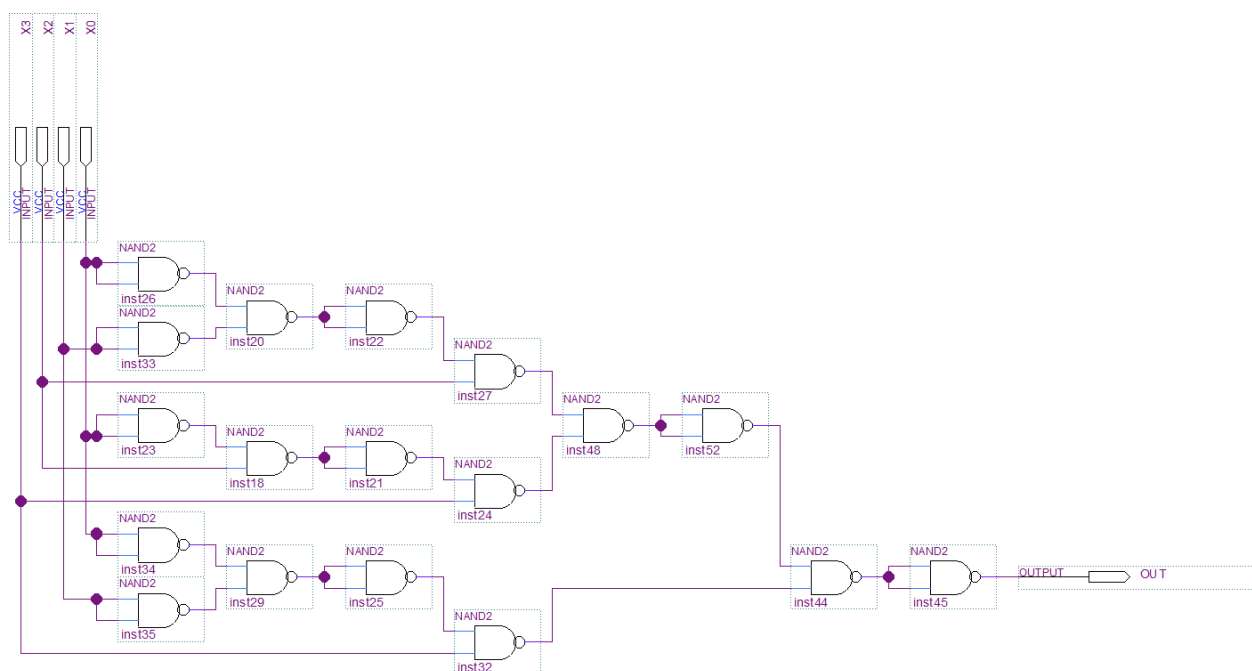 X3
X2
X1
X0
VCC
INPUT
VCC
INPUT
VCC
INPUT
VCC
INPUT
NAND2
inst26
NAND2
inst33
NAND2
inst20
NAND2
inst22
NAND2
inst27
NAND2
inst23
NAND2
inst18
NAND2
inst21
NAND2
inst24
NAND2
inst48
NAND2
inst52
NAND2
inst34
NAND2
inst35
NAND2
inst29
NAND2
inst25
NAND2
inst32
NAND2
inst44
NAND2
inst45
OUTPUT
OUT